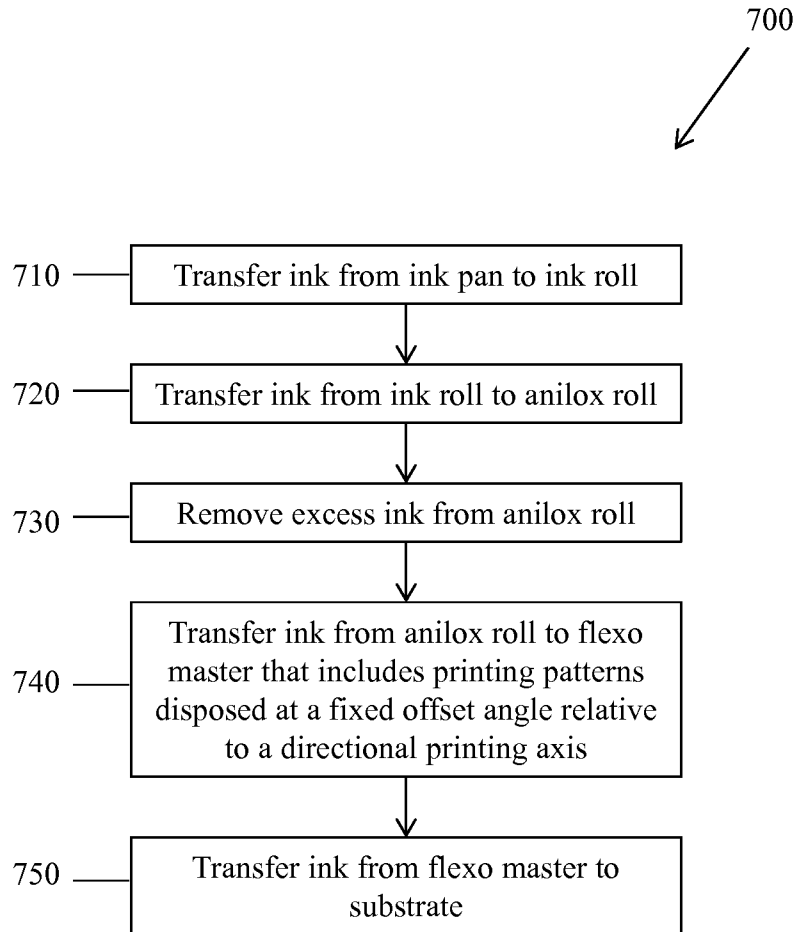 700
710
Transfer ink from ink pan to ink roll
720
Transfer ink from ink roll to anilox roll
730
Remove excess ink from anilox roll
740
Transfer ink from anilox roll to flexo
master that includes printing patterns
disposed at a fixed offset angle relative
to a directional printing axis
750
Transfer ink from flexo master to
substrate